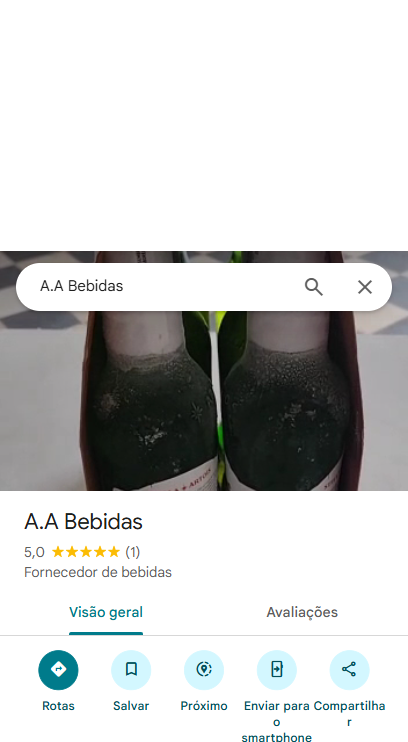 A.A Bebidas
A.A Bebidas
5,0 (1)
Fornecedor de bebidas
Visão geral
Avaliações
Rotas
Salvar
Próximo
Enviar para o smartphone
Compartilhar